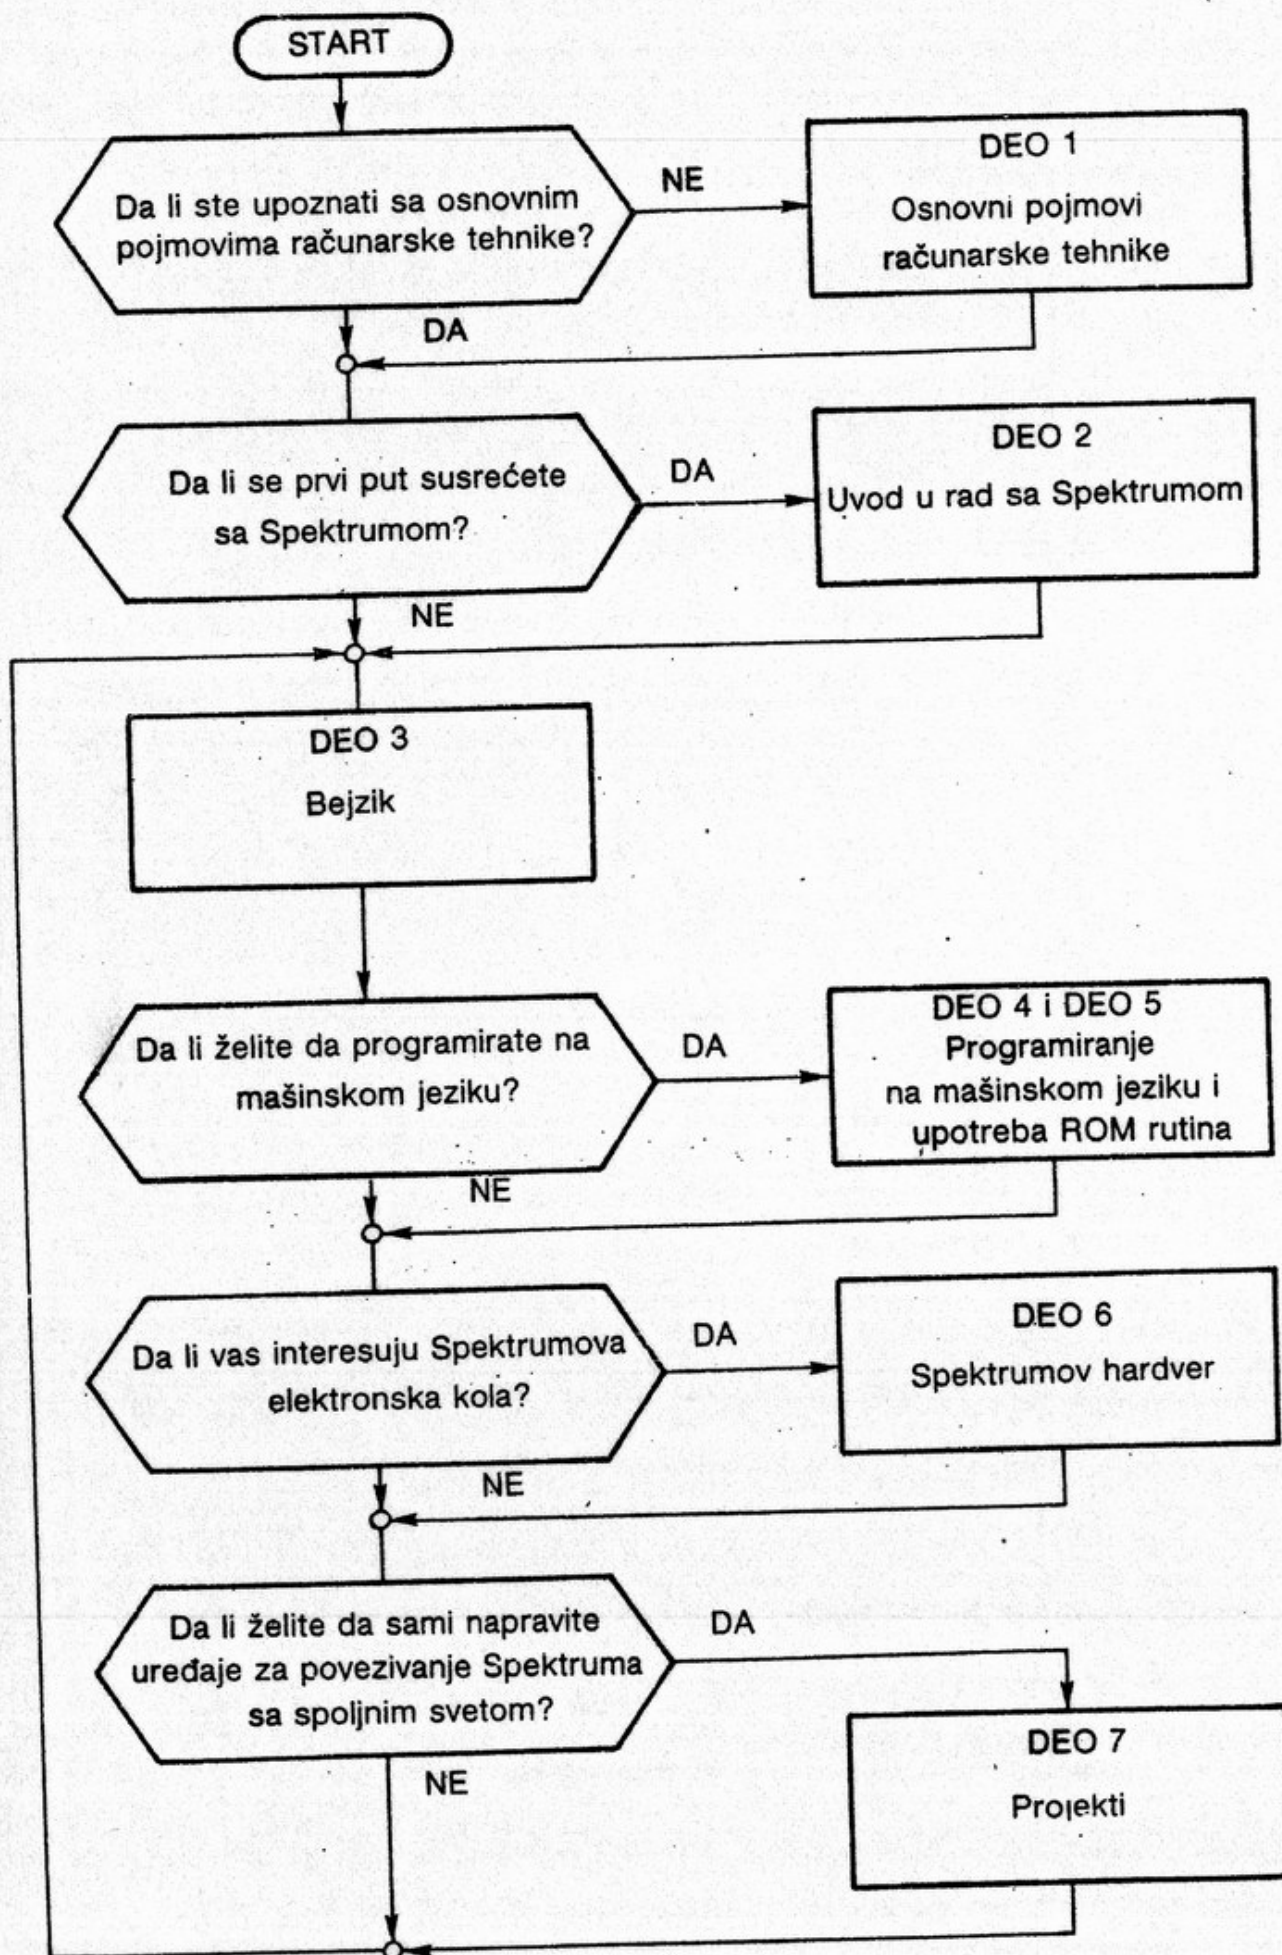 START
Da li ste upoznati sa osnovnim
pojmovima računarske tehnike?
NE
DEO 1
Osnovni pojmovi
računarske tehnike
DA
Da li se prvi put susrećete
sa Spektrumom?
DA
DEO 2
Uvod u rad sa Spektrumom
NE
DEO 3
Bejzik
Da li želite da programirate na
mašinskom jeziku?
DA
DEO 4 i DEO 5
Programiranje
na mašinskom jeziku i
upotreba ROM rutina
NE
Da li vas interesuju Spektrumova
elektronska kola?
DA
DEO 6
Spektrumov hardver
NE
Da li želite da sami napravite
uređaje za povezivanje Spektruma
sa spoljnim svetom?
DA
DEO 7
Projekti
NE